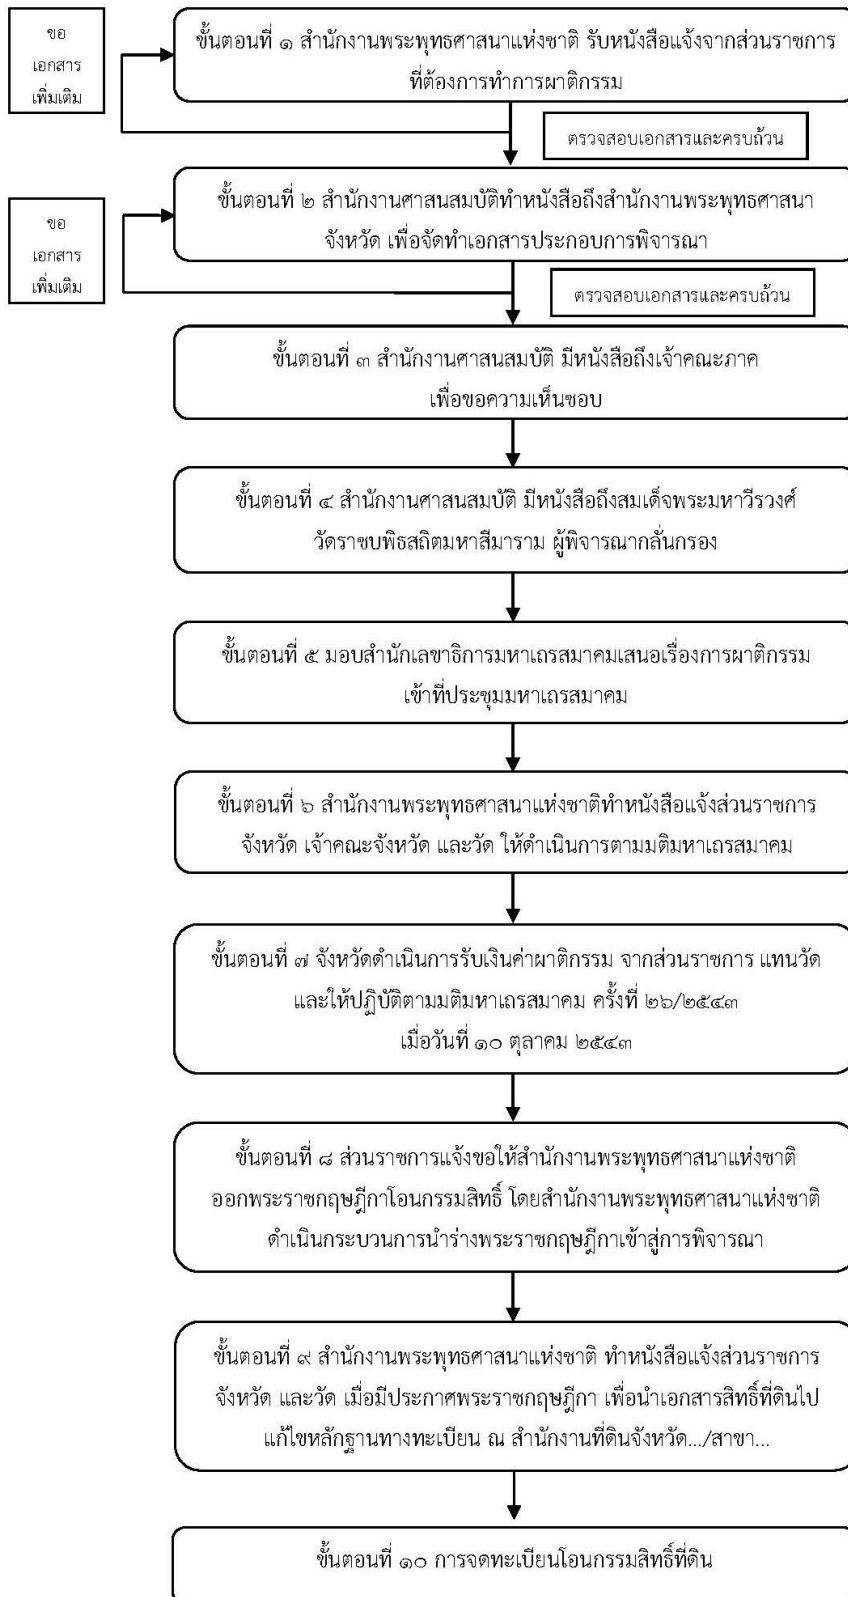 ขอ
เอกสาร
เพิ่มเติม
ขั้นตอนที่ ๑ สำนักงานพระพุทธศาสนาแห่งชาติ รับหนังสือแจ้งจากส่วนราชการ
ที่ต้องการทำการผาติกรรม
ตรวจสอบเอกสารและครบถ้วน
ขอ
เอกสาร
เพิ่มเติม
ขั้นตอนที่ ๒ สำนักงานศาสนสมบัติทำหนังสือถึงสำนักงานพระพุทธศาสนา
จังหวัด เพื่อจัดทำเอกสารประกอบการพิจารณา
ตรวจสอบเอกสารและครบถ้วน
ขั้นตอนที่ ๓ สำนักงานศาสนสมบัติ มีหนังสือถึงเจ้าคณะภาค
เพื่อขอความเห็นชอบ
ขั้นตอนที่ ๔ สำนักงานศาสนสมบัติ มีหนังสือถึงสมเด็จพระมหาวีรวงศ์
วัดราชบพิธสถิตมหาสีมาราม ผู้พิจารณากลั่นกรอง
ขั้นตอนที่ ๕ มอบสำนักเลขาธิการมหาเถรสมาคมเสนอเรื่องการผาติกรรม
เข้าที่ประชุมมหาเถรสมาคม
ขั้นตอนที่ ๖ สำนักงานพระพุทธศาสนาแห่งชาติทำหนังสือแจ้งส่วนราชการ
จังหวัด เจ้าคณะจังหวัด และวัด ให้ดำเนินการตามมติมหาเถรสมาคม
ขั้นตอนที่ ๗ จังหวัดดำเนินการรับเงินค่าผาติกรรม จากส่วนราชการ แทนวัด
และให้ปฏิบัติตามมติมหาเถรสมาคม ครั้งที่ ๒๖/๒๕๔๓
เมื่อวันที่ ๑๐ ตุลาคม ๒๕๔๓
ขั้นตอนที่ ๘ ส่วนราชการแจ้งขอให้สำนักงานพระพุทธศาสนาแห่งชาติ
ออกพระราชกฤษฎีกาโอนกรรมสิทธิ์ โดยสำนักงานพระพุทธศาสนาแห่งชาติ
ดำเนินกระบวนการนำร่างพระราชกฤษฎีกาเข้าสู่การพิจารณา
ขั้นตอนที่ ๙ สำนักงานพระพุทธศาสนาแห่งชาติ ทำหนังสือแจ้งส่วนราชการ
จังหวัด และวัด เมื่อมีประกาศพระราชกฤษฎีกา เพื่อนำเอกสารสิทธิ์ที่ดินไป
แก้ไขหลักฐานทางทะเบียน ณ สำนักงานที่ดินจังหวัด.../สาขา...
ขั้นตอนที่ ๑๐ การจดทะเบียนโอนกรรมสิทธิ์ที่ดิน